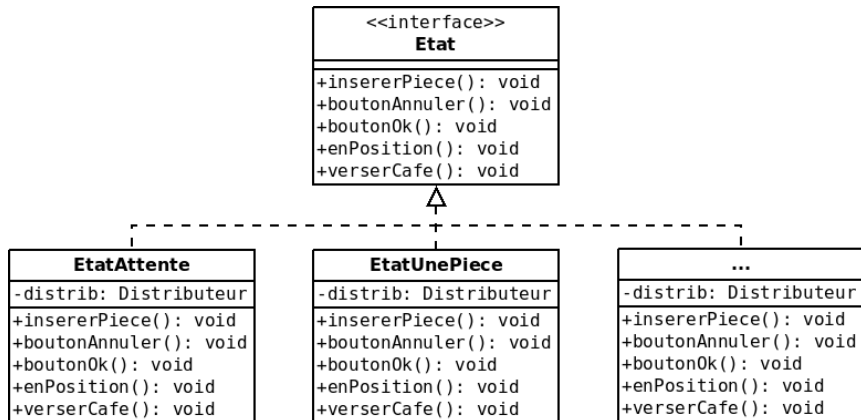 <<interface>>
Etat
+insererPiece(): void
+boutonAnnuler(): void
+boutonOk(): void
+enPosition(): void
+verserCafe(): void
EtatAttente
-distrib: Distributeur
+insererPiece(): void
+boutonAnnuler(): void
+boutonOk(): void
+enPosition(): void
+verserCafe(): void
EtatUnePiece
-distrib: Distributeur
+insererPiece(): void
+boutonAnnuler(): void
+boutonOk(): void
+enPosition(): void
+verserCafe(): void
...
-distrib: Distributeur
+insererPiece(): void
+boutonAnnuler(): void
+boutonOk(): void
+enPosition(): void
+verserCafe(): void